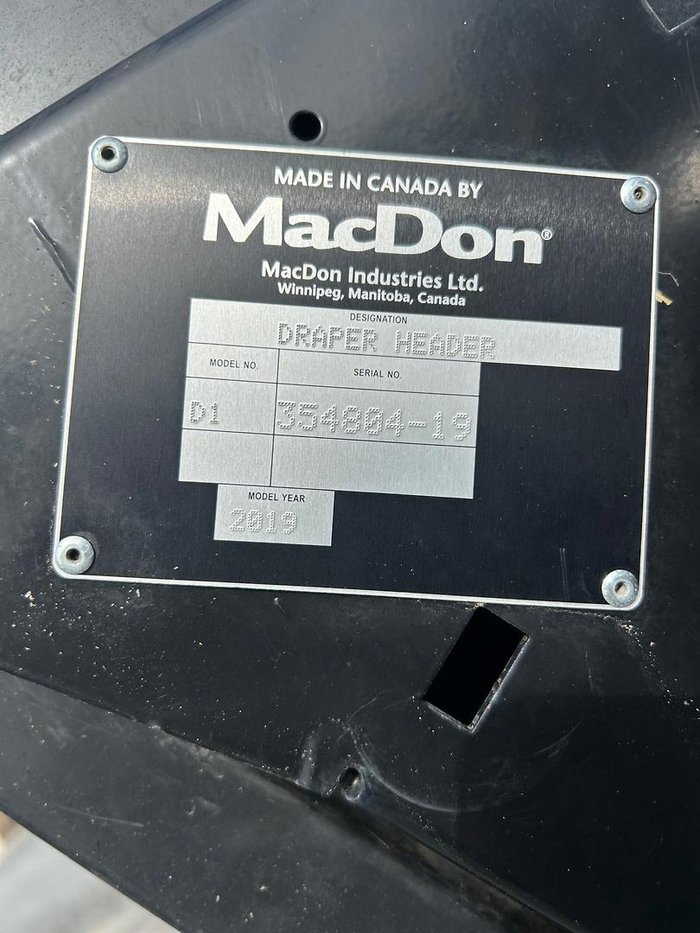 MADE IN CANADA BY
MacDon®
MacDon Industries Ltd.
Winnipeg, Manitoba, Canada
DESIGNATION
DRAPER HEADER
MODEL NO. SERIAL NO.
D1 354804-19
MODEL YEAR
2019